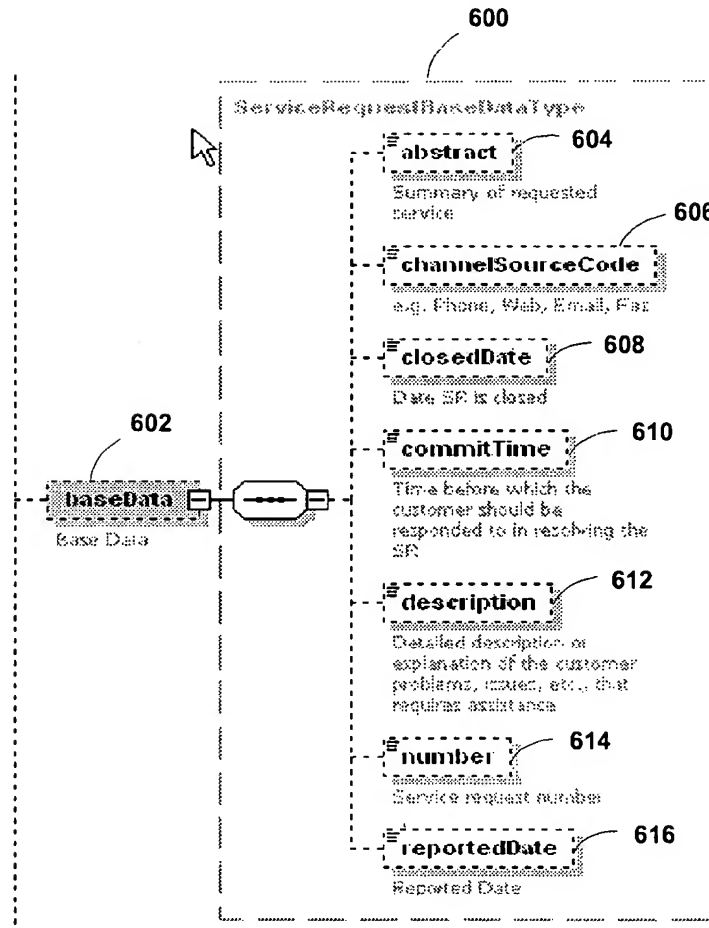 600
ServiceRequestBaseDataType
abstract
604
Summary of requested
service
606
channelSourceCode
e.g. Phone, Web, Email, Fax
closedDate
608
Date SR is closed
602
commitTime
610
baseData
Base Data
Time before which the
customer should be
responded to in resolving the
SR
description
612
Detailed description or
explanation of the customer
problems, issues, etc., that
requires assistance
number
614
Service request number
reportedDate
616
Reported Date